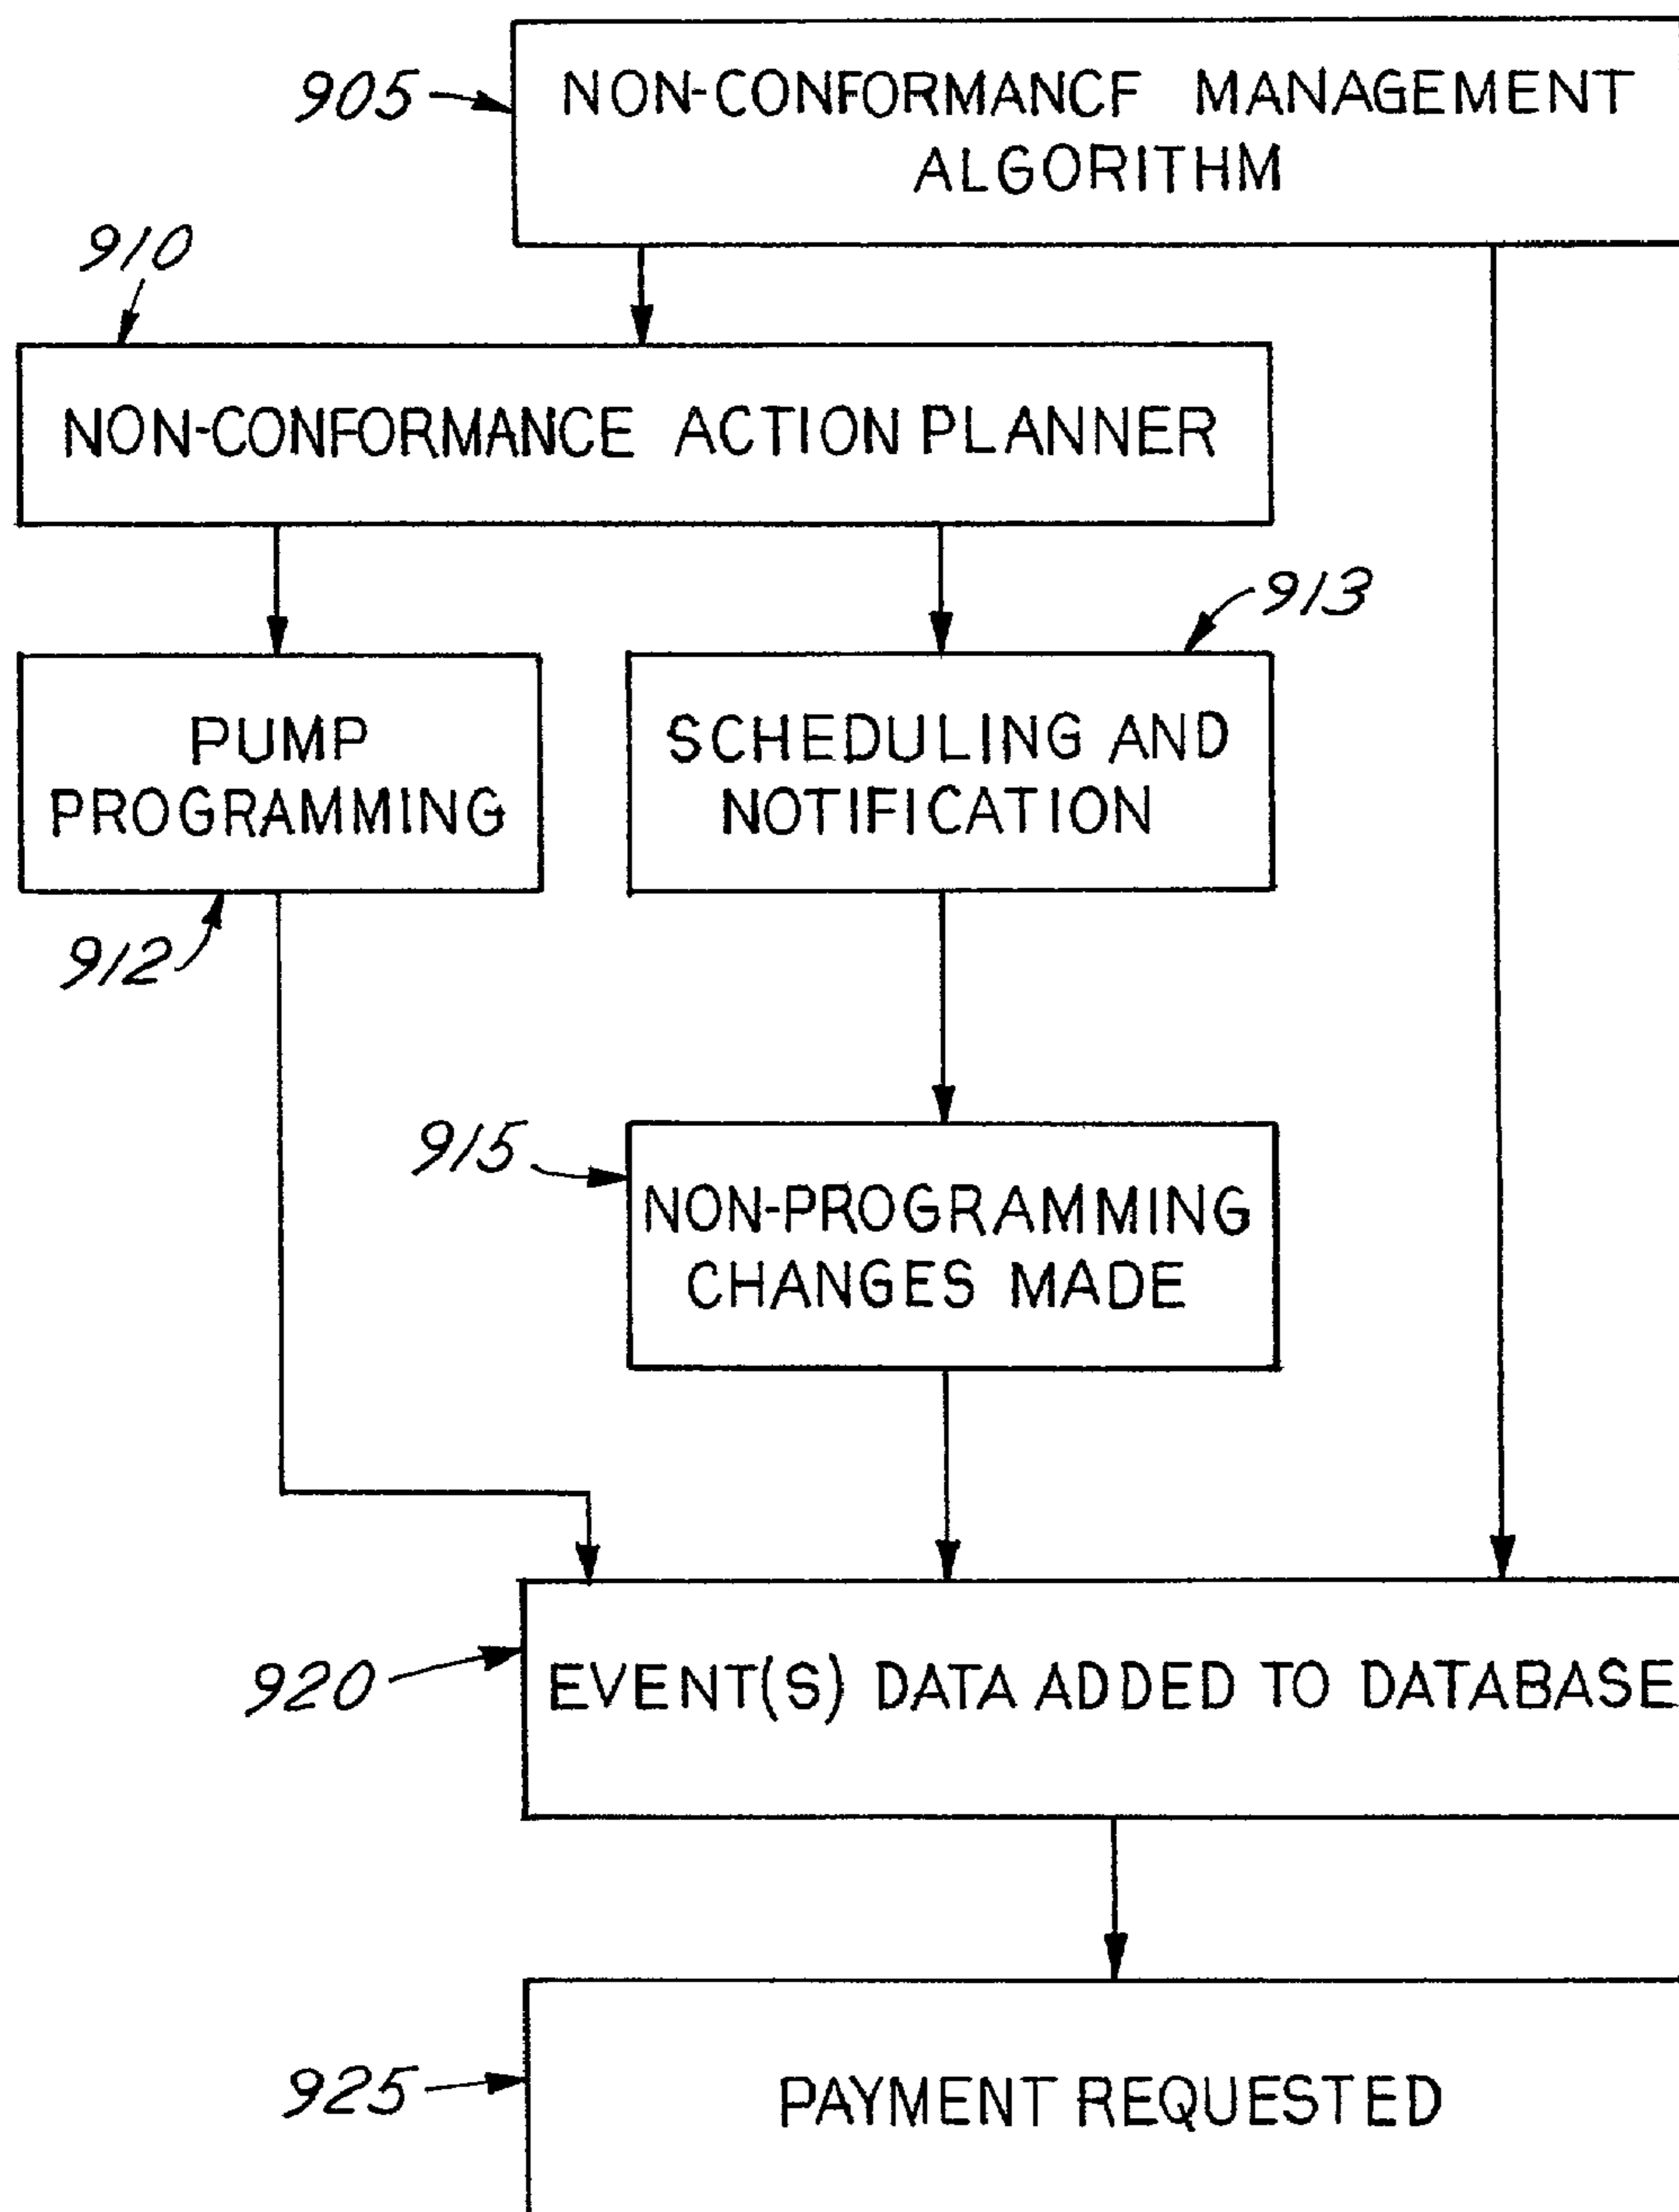 905
NON-CONFORMANCF MANAGEMENT
ALGORITHM
910
NON-CONFORMANCE ACTION PLANNER
913
PUMP
PROGRAMMING
SCHEDULING AND
NOTIFICATION
912
915
NON-PROGRAMMING
CHANGES MADE
920
EVENT(S) DATA ADDED TO DATABASE
925
PAYMENT REQUESTED